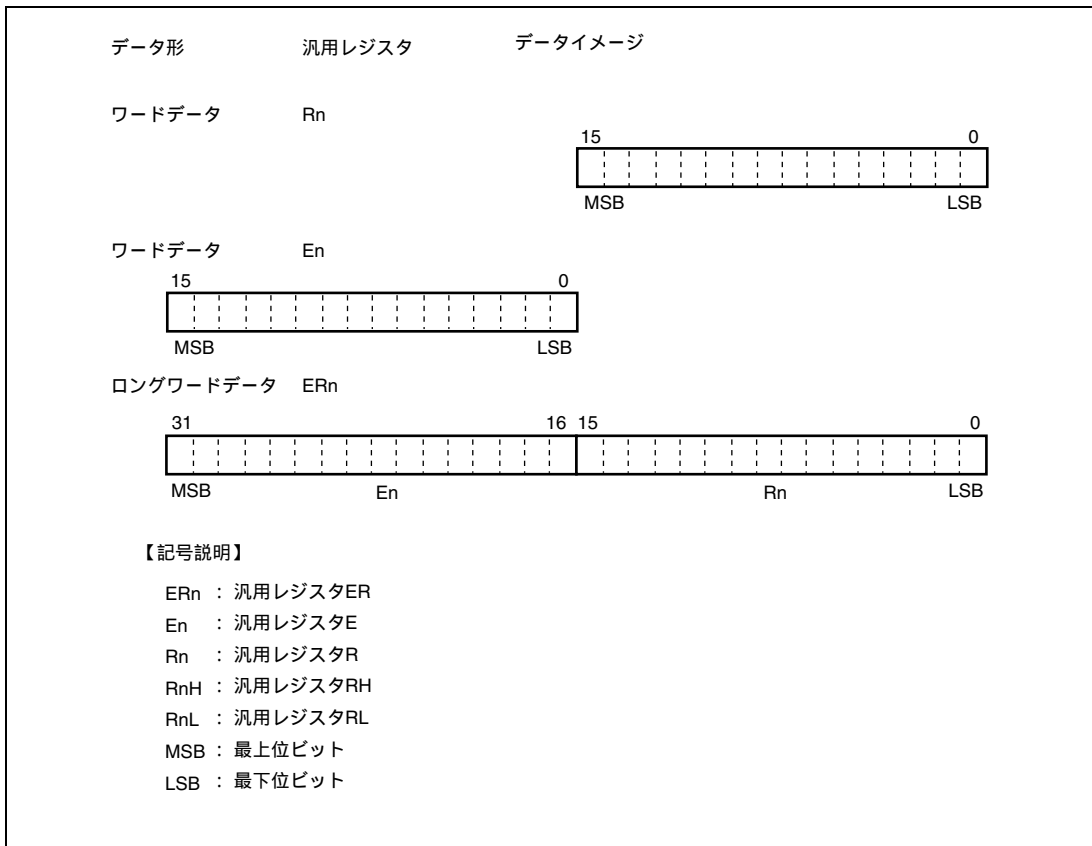 データ形 汎用レジスタ データイメージ
ワードデータ Rn
15 0
MSB LSB
ワードデータ En
15 0
MSB LSB
ロングワードデータ ERn
31 16 15 0
MSB En Rn LSB
【記号説明】
ERn : 汎用レジスタER
En : 汎用レジスタE
Rn : 汎用レジスタR
RnH : 汎用レジスタRH
RnL : 汎用レジスタRL
MSB : 最上位ビット
LSB : 最下位ビット